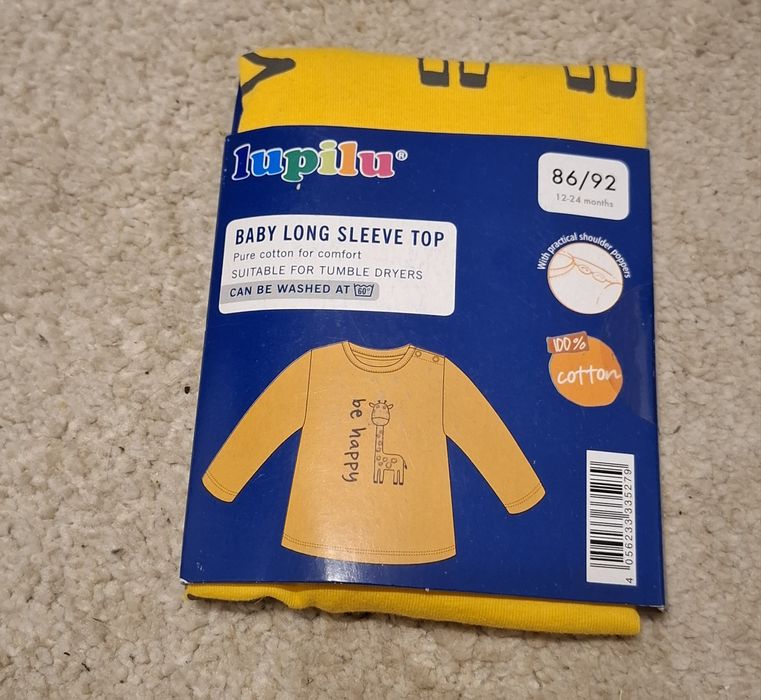 lupilu®
86/92
12-24 months
BABY LONG SLEEVE TOP
Pure cotton for comfort
SUITABLE FOR TUMBLE DRYERS
CAN BE WASHED AT 60°
With practical shoulder poppers
100%
cotton
be happy
4 056233 335279